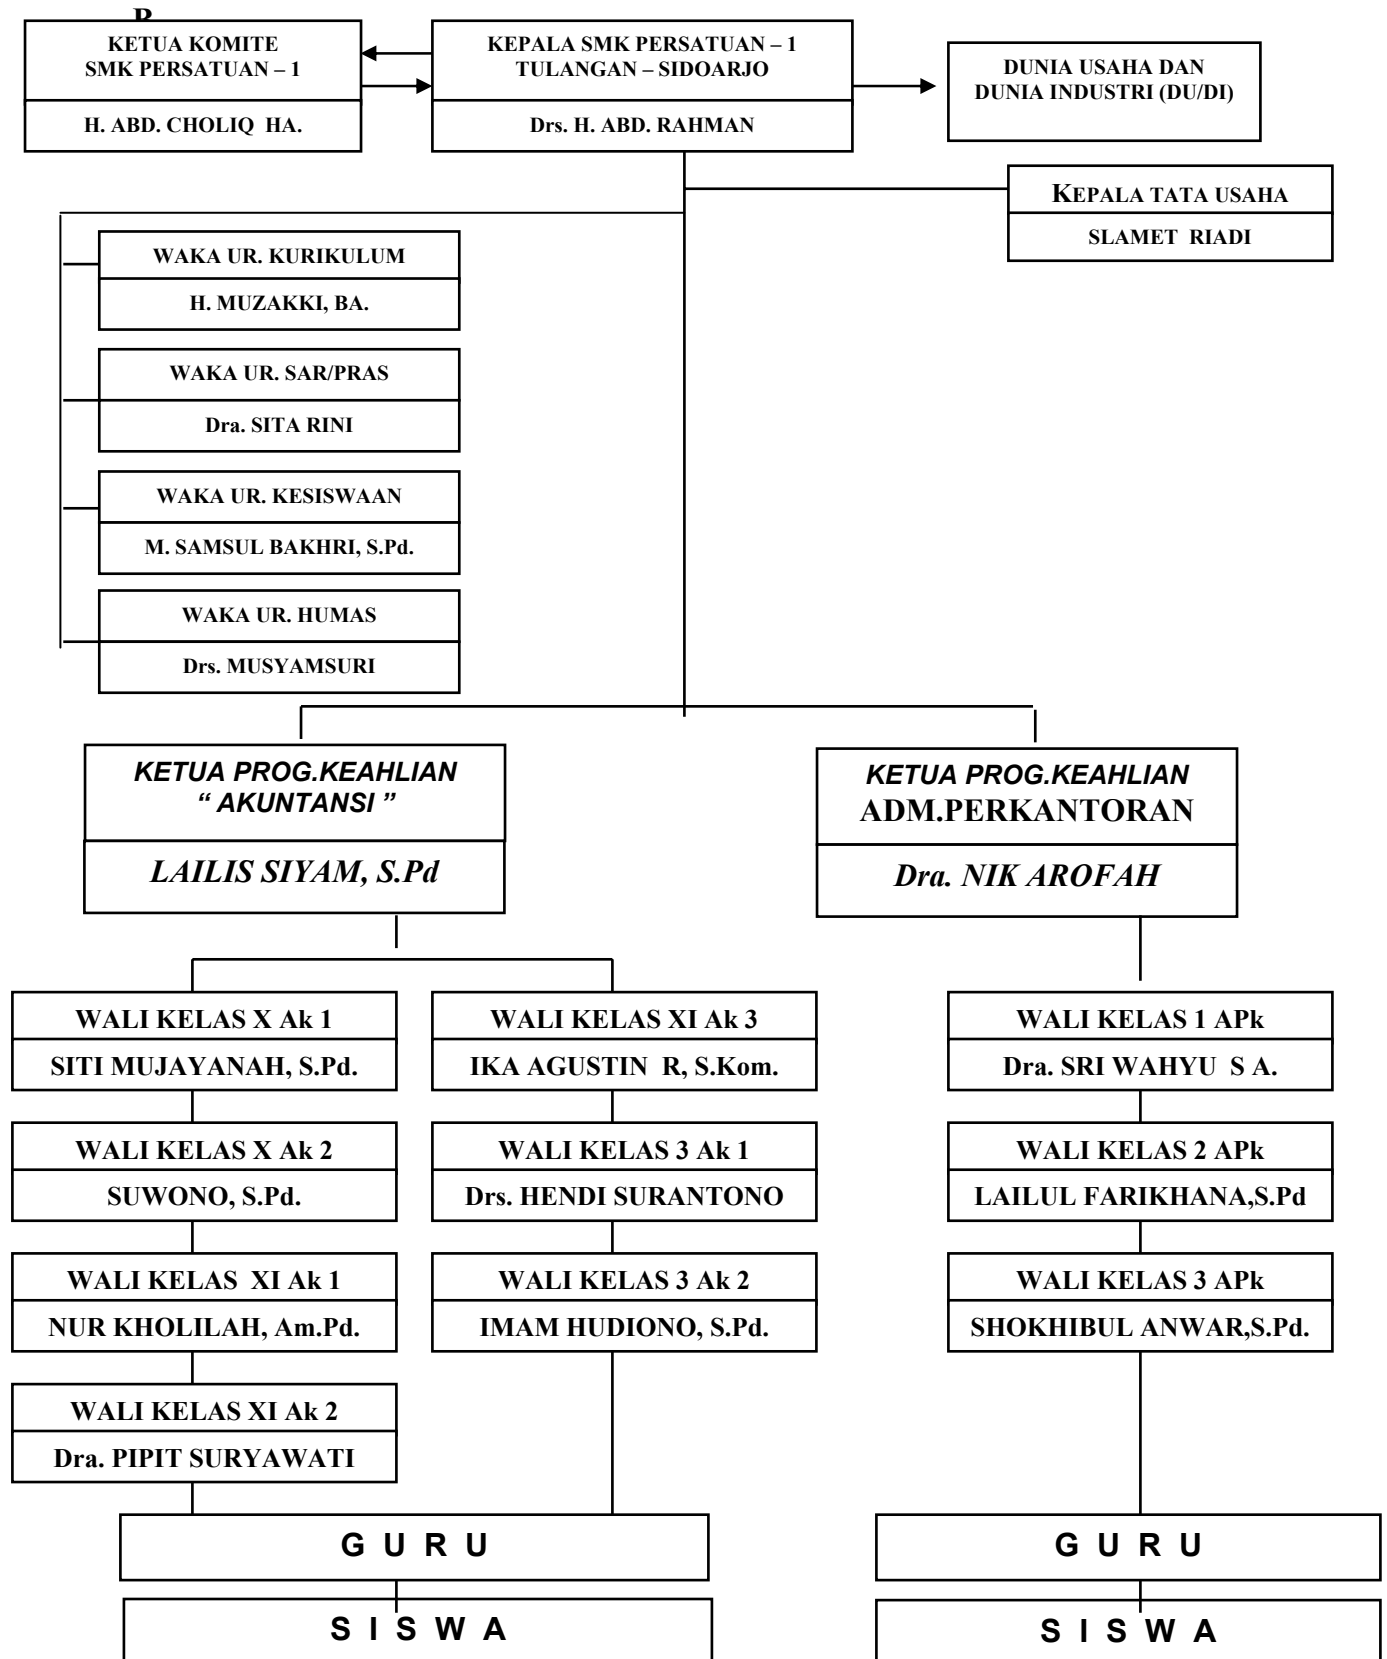 KETUA KOMITE
SMK PERSATUAN – 1
H. ABD. CHOLIQ HA.
KEPALA SMK PERSATUAN – 1
TULANGAN – SIDOARJO
Drs. H. ABD. RAHMAN
DUNIA USAHA DAN
DUNIA INDUSTRI (DU/DI)
KEPALA TATA USAHA
SLAMET RIADI
WAKA UR. KURIKULUM
H. MUZAKKI, BA.
WAKA UR. SAR/PRAS
Dra. SITA RINI
WAKA UR. KESISWAAN
M. SAMSUL BAKHRI, S.Pd.
WAKA UR. HUMAS
Drs. MUSYAMSURI
KETUA PROG.KEAHLIAN
“ AKUNTANSI ”
LAILIS SIYAM, S.Pd
KETUA PROG.KEAHLIAN
ADM.PERKANTORAN
Dra. NIK AROFAH
WALI KELAS X Ak 1
SITI MUJAYANAH, S.Pd.
WALI KELAS X Ak 2
SUWONO, S.Pd.
WALI KELAS XI Ak 1
NUR KHOLILAH, Am.Pd.
WALI KELAS XI Ak 2
Dra. PIPIT SURYAWATI
WALI KELAS XI Ak 3
IKA AGUSTIN R, S.Kom.
WALI KELAS 3 Ak 1
Drs. HENDI SURANTONO
WALI KELAS 3 Ak 2
IMAM HUDIONO, S.Pd.
WALI KELAS 1 APk
Dra. SRI WAHYU S A.
WALI KELAS 2 APk
LAILUL FARIKHANA,S.Pd
WALI KELAS 3 APk
SHOKHIBUL ANWAR,S.Pd.
G U R U
S I S W A
G U R U
S I S W A